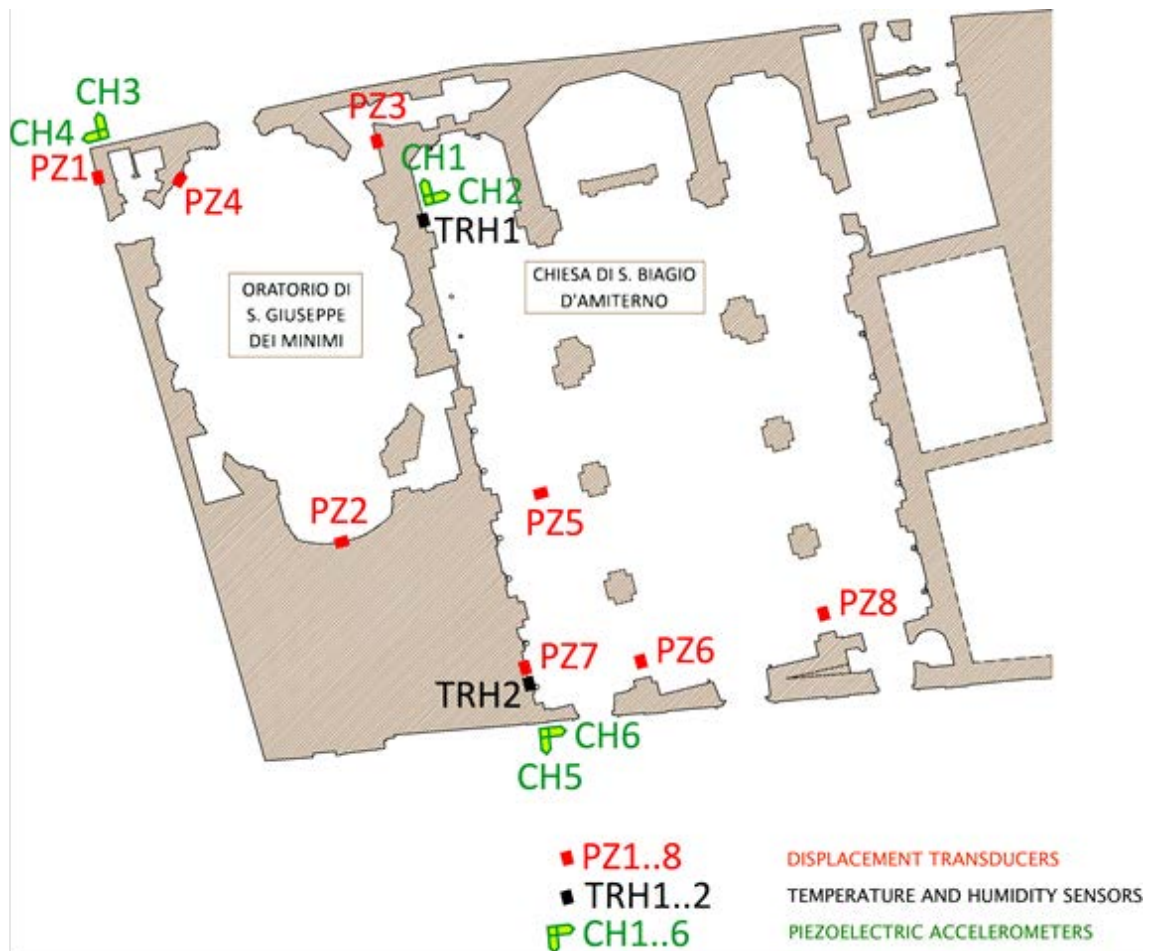 CH3
CH4
PZ1
PZ4
PZ3
CH1
CH2
TRH1
ORATORIO DI
S. GIUSEPPE
DEI MINIMI
CHIESA DI S. BIAGIO
D'AMITERNO
PZ2
PZ5
PZ8
PZ7
PZ6
TRH2
CH6
CH5
PZ1..8 DISPLACEMENT TRANSDUCERS
TRH1..2 TEMPERATURE AND HUMIDITY SENSORS
CH1..6 PIEZOELECTRIC ACCELEROMETERS